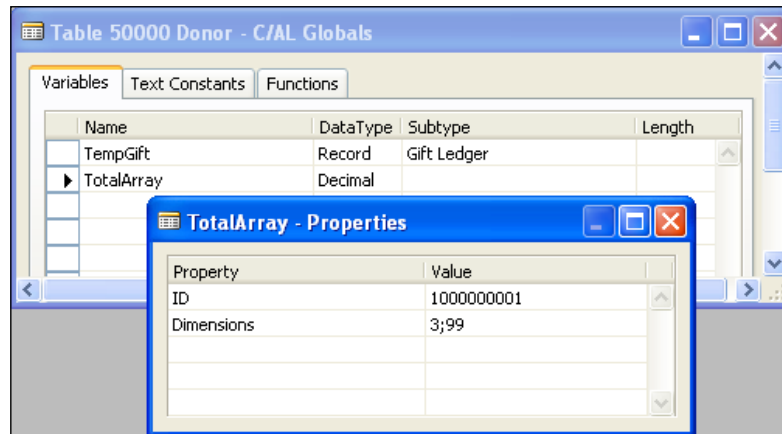 Table 50000 Donor - C/AL Globals
Variables Text Constants Functions
Name DataType Subtype Length
TempGift Record Gift Ledger
TotalArray Decimal
TotalArray - Properties
Property Value
ID 1000000001
Dimensions 3;99